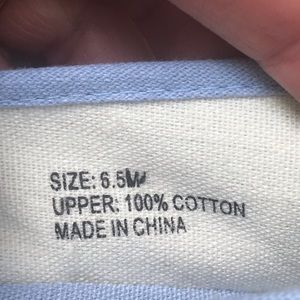 SIZE: 6.5M
UPPER: 100% COTTON
MADE IN CHINA